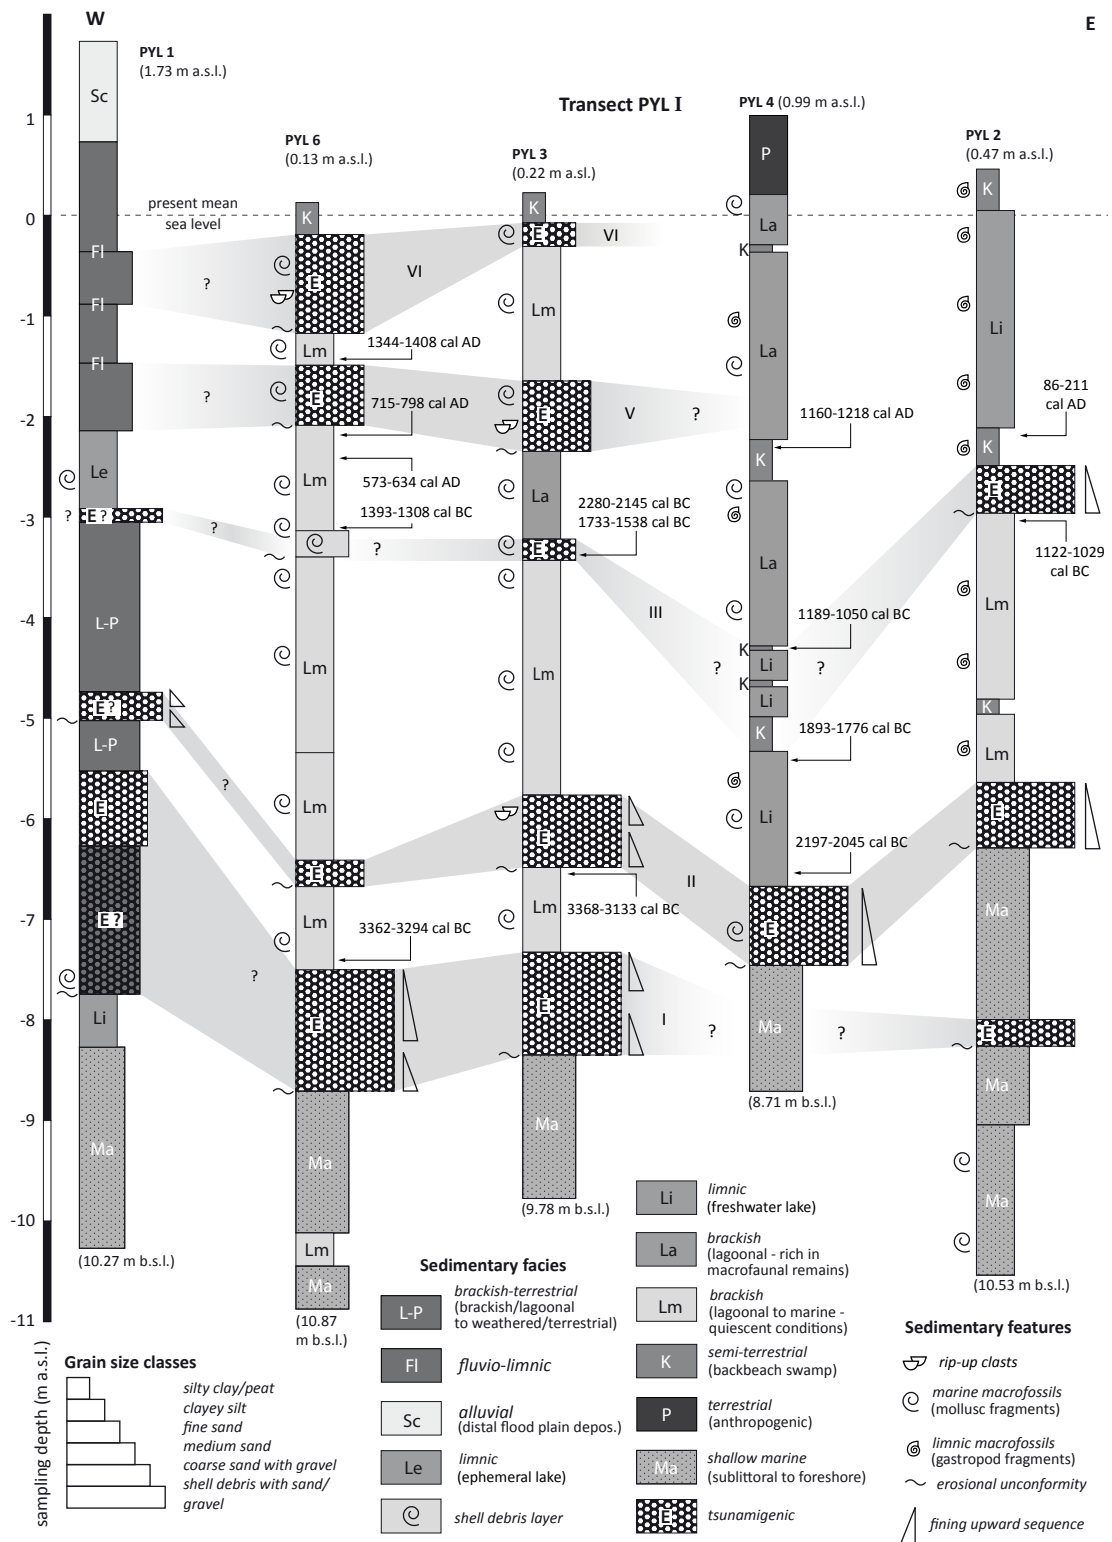 W
E
PYL 1
(1.73 m a.s.l.)
Transect PYL I
PYL 4 (0.99 m a.s.l.)
PYL 6
(0.13 m a.s.l.)
PYL 3
(0.22 m a.sl.)
PYL 2
(0.47 m a.s.l.)
present mean
sea level
1
0
-1
-2
-3
-4
-5
-6
-7
-8
-9
-10
-11
sampling depth (m a.s.l.)
Sc
Fl
Fl
Fl
Le
? E?
L-P
E?
L-P
E
E?
Li
Ma
(10.27 m b.s.l.)
?
?
?
?
?
K
E
Lm
E
Lm
Lm
Lm
E
Lm
E
Ma
Lm
Ma
(10.87
m b.s.l.)
1344-1408 cal AD
715-798 cal AD
573-634 cal AD
1393-1308 cal BC
3362-3294 cal BC
VI
?
K
E
Lm
E
La
E
Lm
E
Lm
E
Ma
(9.78 m b.s.l.)
VI
V
?
2280-2145 cal BC
1733-1538 cal BC
III
?
3368-3133 cal BC
II
I
?
P
La
K
La
K
La
K
Li
K
Li
K
Li
E
Ma
(8.71 m b.s.l.)
1160-1218 cal AD
1189-1050 cal BC
?
1893-1776 cal BC
2197-2045 cal BC
?
K
Li
K
E
Lm
K
Lm
E
Ma
E
Ma
Ma
(10.53 m b.s.l.)
86-211
cal AD
1122-1029
cal BC
Grain size classes
silty clay/peat
clayey silt
fine sand
medium sand
coarse sand with gravel
shell debris with sand/
gravel
Sedimentary facies
L-P
brackish-terrestrial
(brackish/lagoonal
to weathered/terrestrial)
Fl
fluvio-limnic
Sc
alluvial
(distal flood plain depos.)
Le
limnic
(ephemeral lake)
shell debris layer
Li
limnic
(freshwater lake)
La
brackish
(lagoonal - rich in
macrofaunal remains)
Lm
brackish
(lagoonal to marine -
quiescent conditions)
K
semi-terrestrial
(backbeach swamp)
P
terrestrial
(anthropogenic)
Ma
shallow marine
(sublittoral to foreshore)
E
tsunamigenic
Sedimentary features
rip-up clasts
marine macrofossils
(mollusc fragments)
limnic macrofossils
(gastropod fragments)
erosional unconformity
fining upward sequence